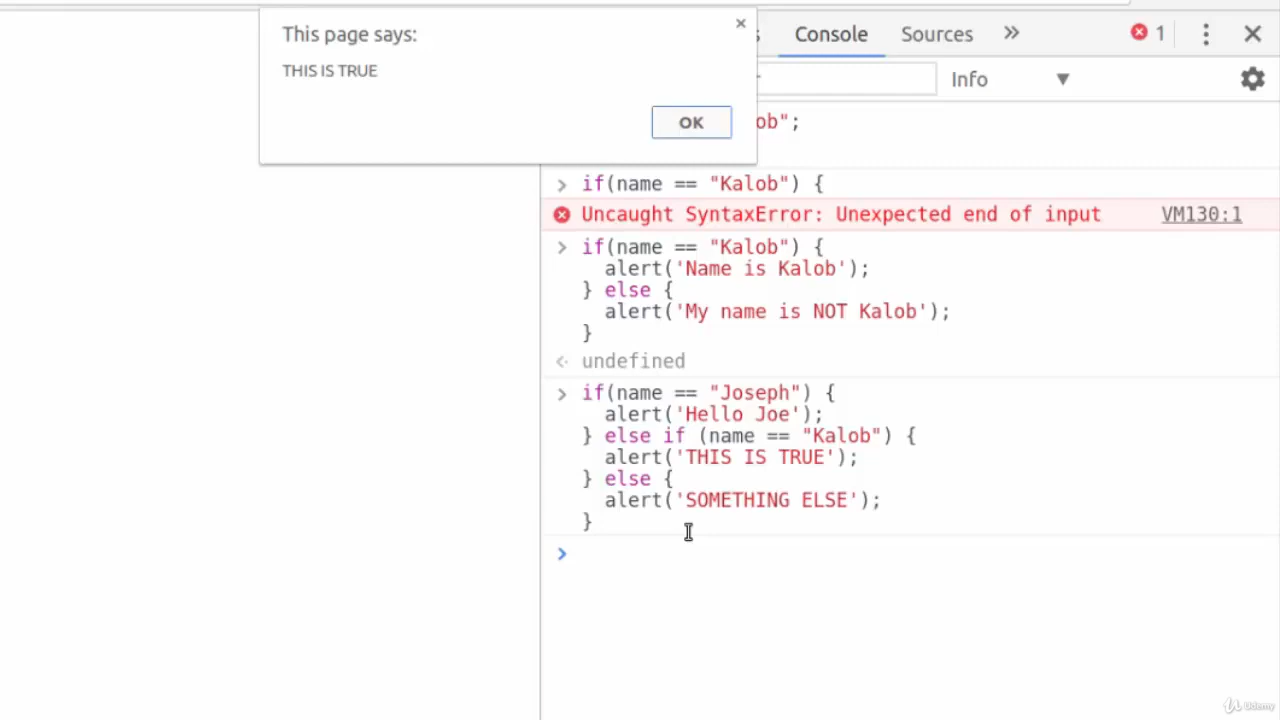 This page says:
THIS IS TRUE
OK
Console
Sources
1
Info
ob";
if(name == "Kalob") {
Uncaught SyntaxError: Unexpected end of input VM130:1
if(name == "Kalob") {
alert('Name is Kalob');
} else {
alert('My name is NOT Kalob');
}
undefined
if(name == "Joseph") {
alert('Hello Joe');
} else if (name == "Kalob") {
alert('THIS IS TRUE');
} else {
alert('SOMETHING ELSE');
}
Udemy